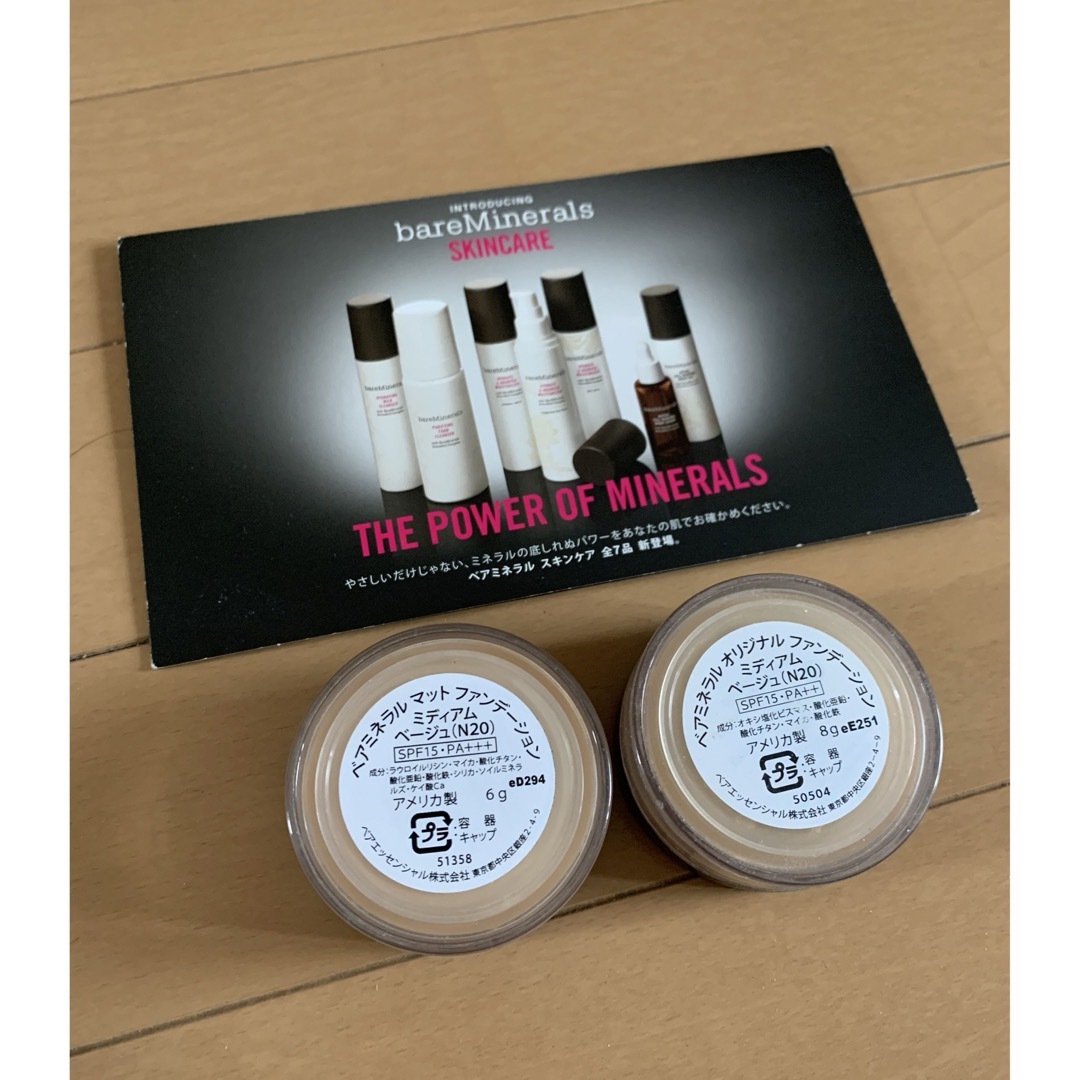 INTRODUCING
bareMinerals
SKINCARE
bareMinerals
bareMinerals
PURIFYING
FOAM
CLEANSER
bareMinerals
bareMinerals
bareMinerals
THE POWER OF MINERALS
やさしいだけじゃない、ミネラルの底しれぬパワーをあなたの肌でお確かめください。
ベアミネラル スキンケア 全7品 新登場。
ベアミネラル マット ファンデーション
ミディアム
ベージュ(N20)
SPF15・PA+++
成分:ラウロイルリシン・マイカ・酸化チタン・
酸化亜鉛・酸化鉄・シリカ・ソイルミネラ
ルズ・ケイ酸Ca
eD294
アメリカ製 6g
プラ
:容器
・キャップ
51358
ベアエッセンシャル株式会社 東京都中央区銀座2-4-9
ベアミネラル オリジナル ファンデーション
ミディアム
ベージュ(N20)
SPF15・PA++
成分:オキシ塩化ビスマス・酸化亜鉛・
酸化チタン・マイカ・酸化鉄
アメリカ製 8g eE251
プラ
:容器
・キャップ
50504
ベアエッセンシャル株式会社 東京都中央区銀座2-4-9